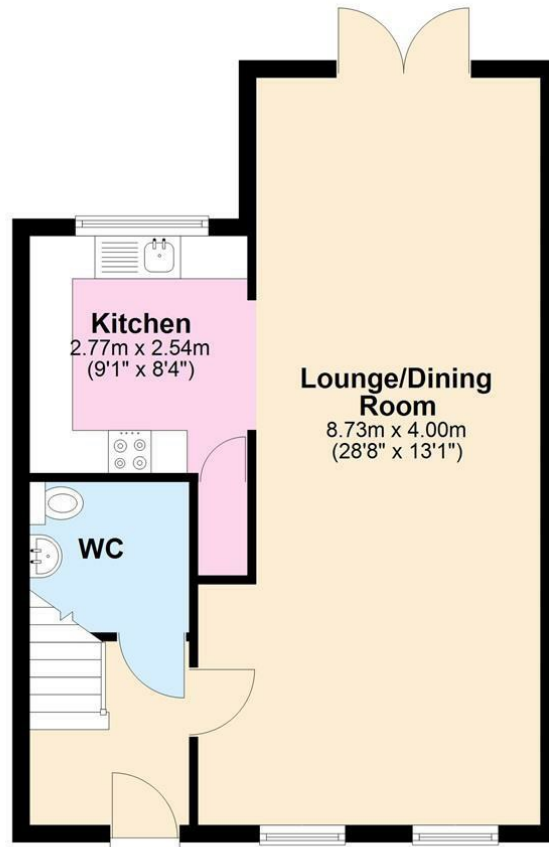 Kitchen
2.77m x 2.54m
(9'1" x 8'4")
Lounge/Dining
Room
8.73m x 4.00m
(28'8" x 13'1")
WC